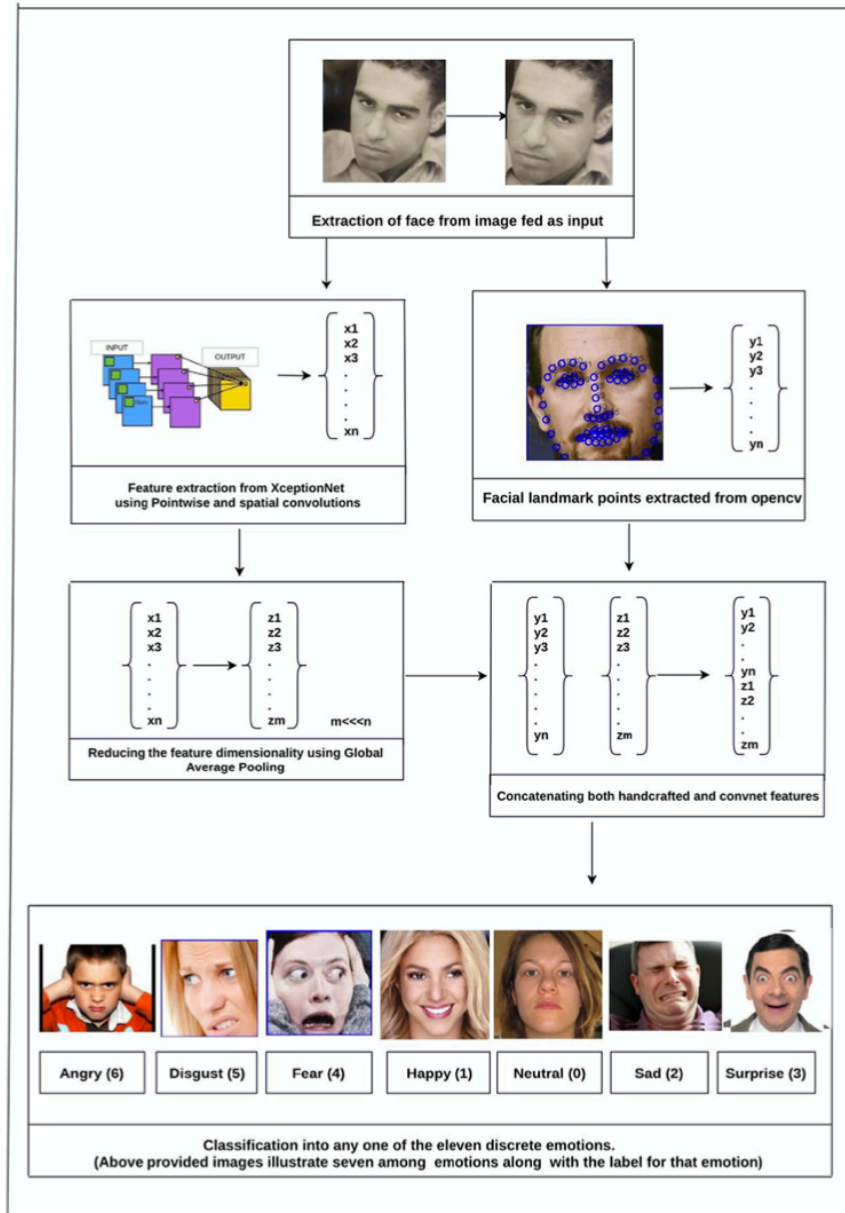 Extraction of face from image fed as input
INPUT
OUTPUT
x1
x2
x3
.
.
.
.
xn
Feature extraction from XceptionNet
using Pointwise and spatial convolutions
y1
y2
y3
.
.
.
.
yn
Facial landmark points extracted from opencv
x1
x2
x3
.
.
.
.
xn
z1
z2
z3
.
.
.
.
zm
m<<<n
Reducing the feature dimensionality using Global
Average Pooling
y1
y2
y3
.
.
.
.
.
yn
z1
z2
z3
.
.
.
.
.
zm
y1
y2
.
.
yn
z1
z2
.
.
zm
Concatenating both handcrafted and convnet features
Angry (6)
Disgust (5)
Fear (4)
Happy (1)
Neutral (0)
Sad (2)
Surprise (3)
Classification into any one of the eleven discrete emotions.
(Above provided images illustrate seven among emotions along with the label for that emotion)